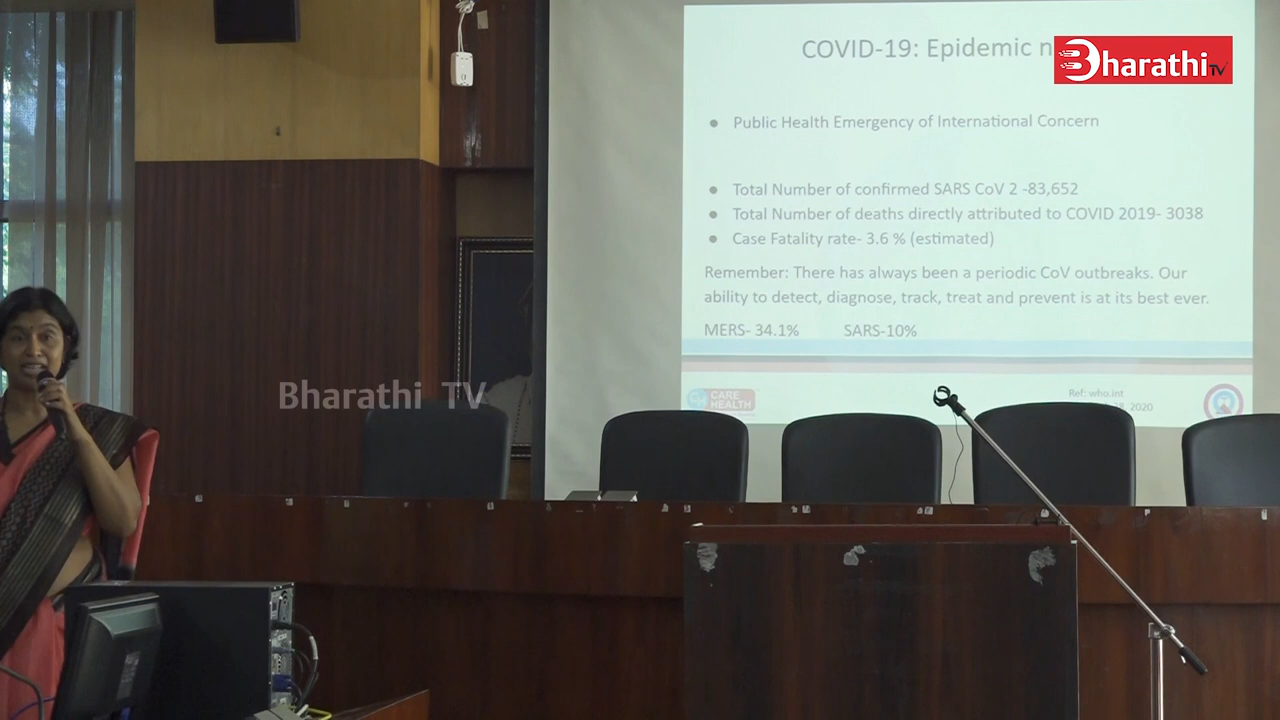 COVID-19: Epidemic
Bharathi TV
● Public Health Emergency of International Concern
● Total Number of confirmed SARS CoV 2 -83,652
● Total Number of deaths directly attributed to COVID 2019- 3038
● Case Fatality rate- 3.6 % (estimated)
Remember: There has always been a periodic CoV outbreaks. Our
ability to detect, diagnose, track, treat and prevent is at its best ever.
MERS- 34.1% SARS-10%
Bharathi TV
CARE
HEALTH
Ref: who.int
2020